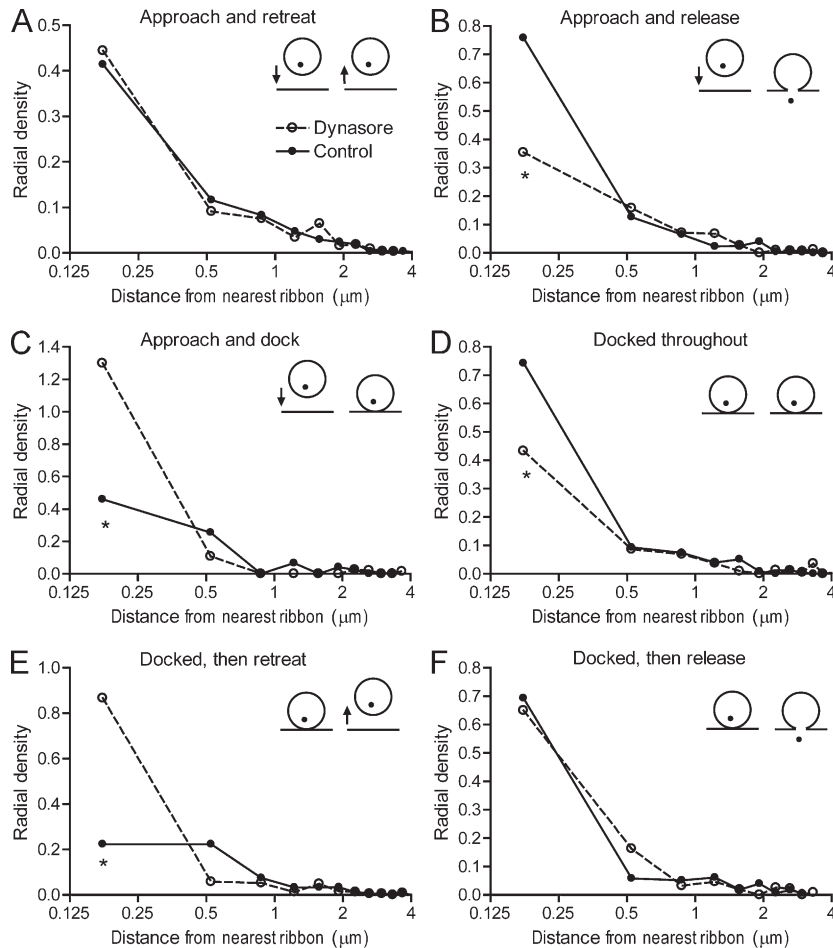 A
Approach and retreat
0.5
0.4
0.3
0.2
0.1
0.0
Radial density
Dynasore
Control
0.125 0.25 0.5 1 2 4
Distance from nearest ribbon (μm)
B
Approach and release
0.8
0.7
0.6
0.5
0.4
0.3
0.2
0.1
0.0
Radial density
*
0.125 0.25 0.5 1 2 4
Distance from nearest ribbon (μm)
C
Approach and dock
1.4
1.2
1.0
0.8
0.6
0.4
0.2
0.0
Radial density
*
0.125 0.25 0.5 1 2 4
Distance from nearest ribbon (μm)
D
Docked throughout
0.8
0.7
0.6
0.5
0.4
0.3
0.2
0.1
0.0
Radial density
*
0.125 0.25 0.5 1 2 4
Distance from nearest ribbon (μm)
E
Docked, then retreat
1.0
0.8
0.6
0.4
0.2
0.0
Radial density
*
0.125 0.25 0.5 1 2 4
Distance from nearest ribbon (μm)
F
Docked, then release
0.8
0.7
0.6
0.5
0.4
0.3
0.2
0.1
0.0
Radial density
0.125 0.25 0.5 1 2 4
Distance from nearest ribbon (μm)